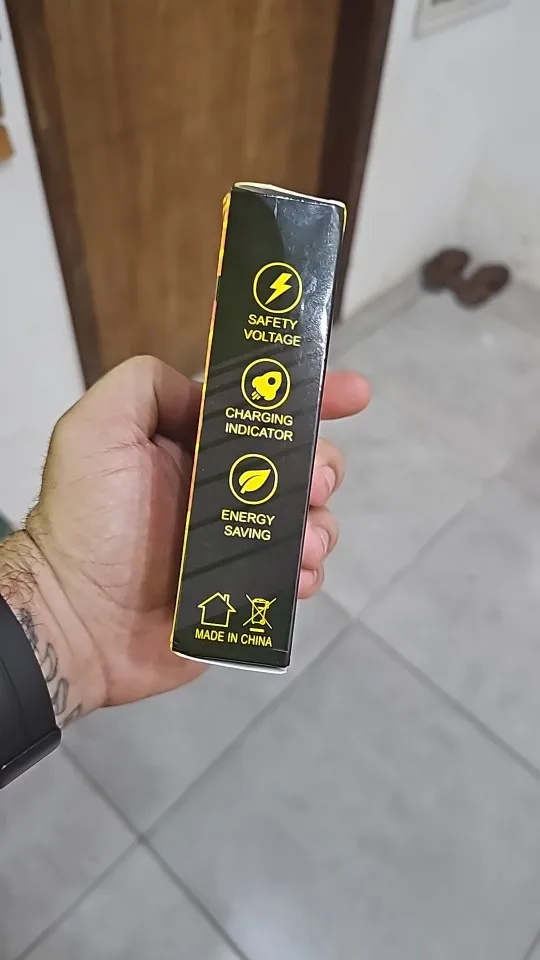 SAFETY
VOLTAGE
CHARGING
INDICATOR
ENERGY
SAVING
MADE IN CHINA